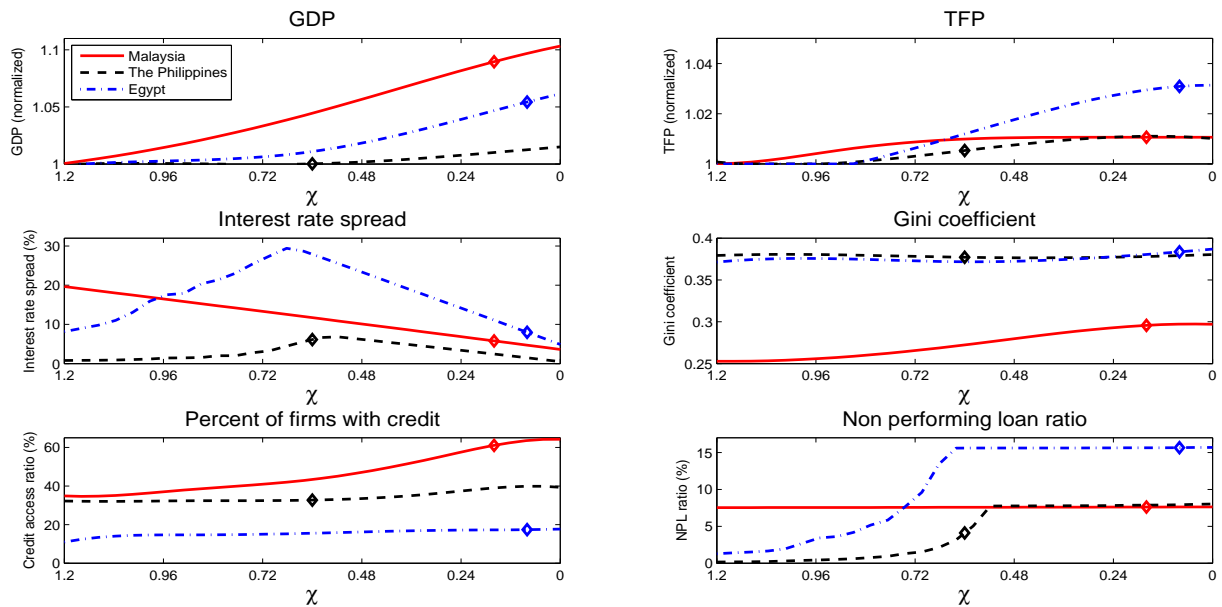 GDP
GDP (normalized)
1.1
1.05
1
Malaysia
The Philippines
Egypt
1.2 0.96 0.72 0.48 0.24 0
χ
TFP
TFP (normalized)
1.04
1.02
1
1.2 0.96 0.72 0.48 0.24 0
χ
Interest rate spread
Interest rate spread (%)
30
20
10
0
1.2 0.96 0.72 0.48 0.24 0
χ
Gini coefficient
Gini coefficient
0.4
0.35
0.3
0.25
1.2 0.96 0.72 0.48 0.24 0
χ
Percent of firms with credit
Credit access ratio (%)
60
40
20
0
1.2 0.96 0.72 0.48 0.24 0
χ
Non performing loan ratio
NPL ratio (%)
15
10
5
0
1.2 0.96 0.72 0.48 0.24 0
χ